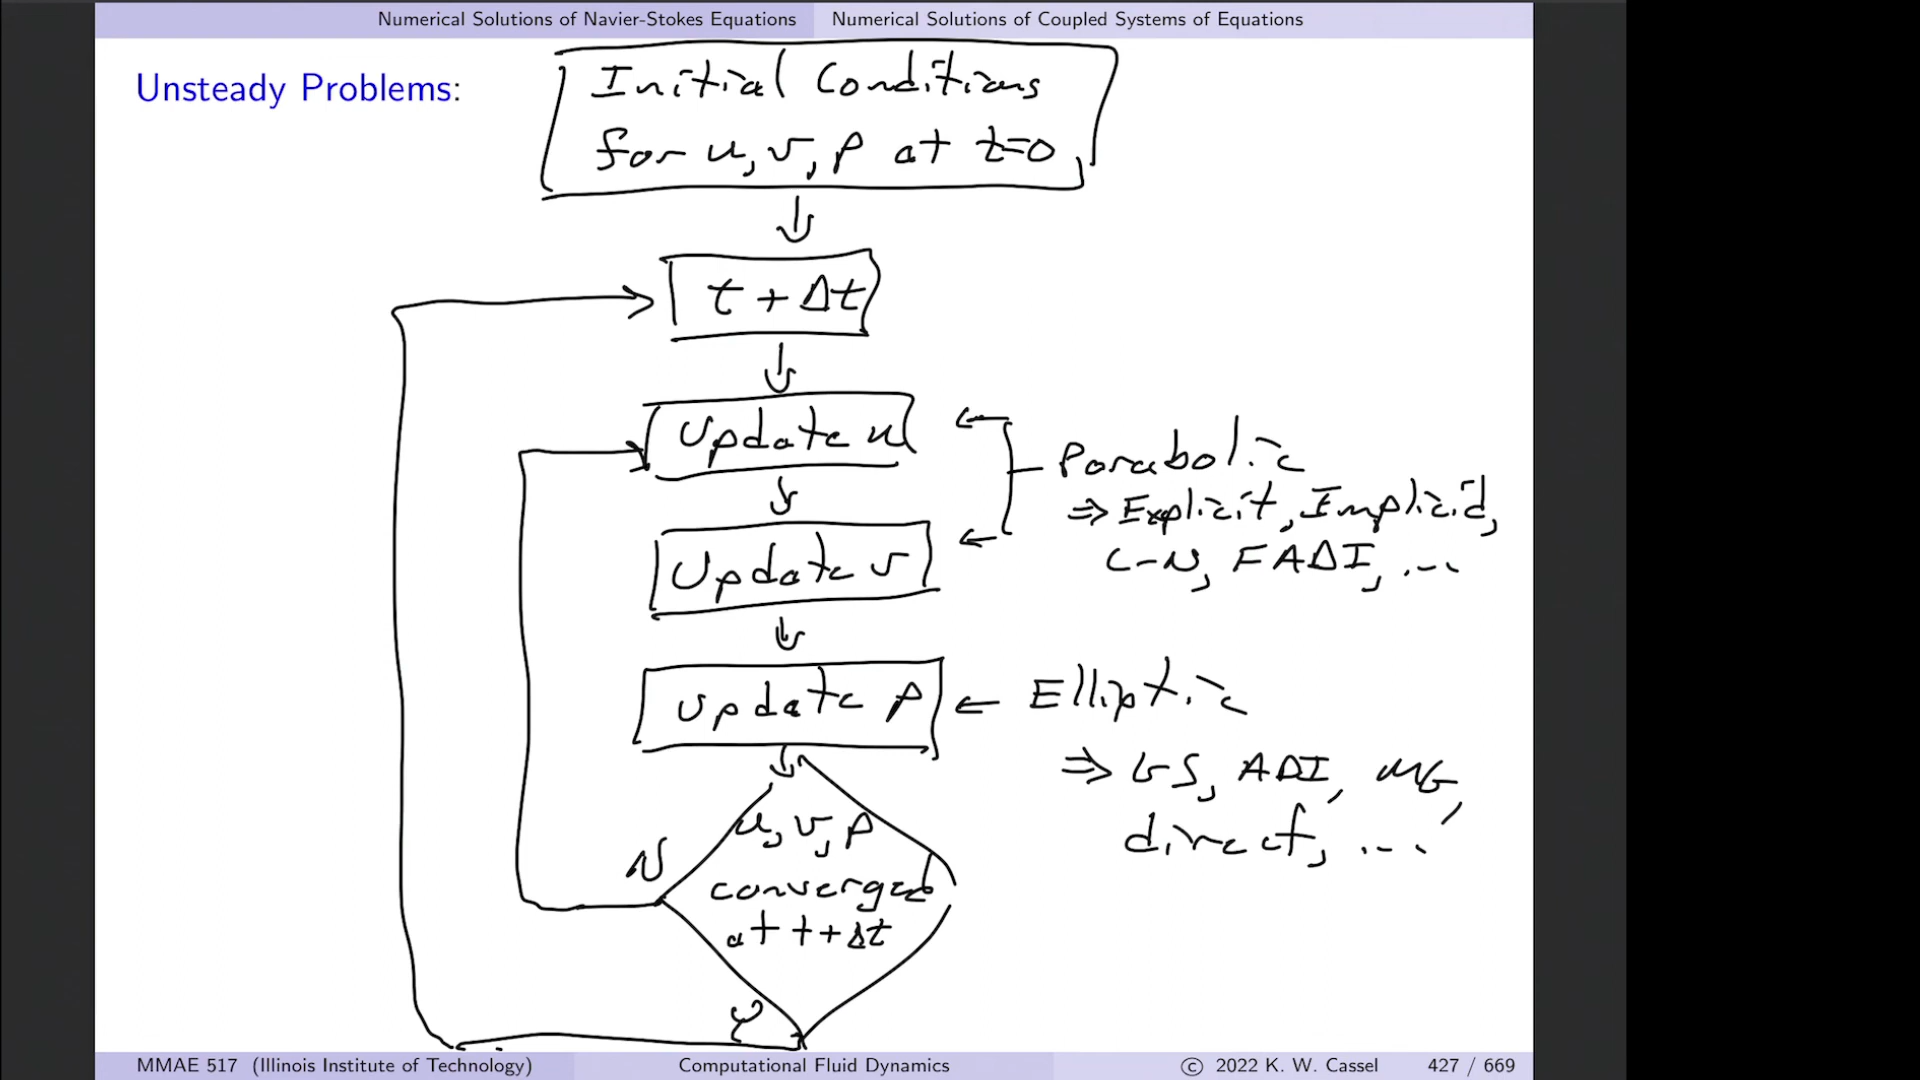 Numerical Solutions of Navier-Stokes Equations Numerical Solutions of Coupled Systems of Equations
Unsteady Problems:
Initial Conditions
for u, v, p at t=0
t + Δt
Update u
Parabolic
⇒ Explicit, Implicit,
C-N, FADI, ...
Update v
Update p
← Elliptic
⇒ GS, ADI, MG,
direct, ...
u, v, p
N
converged
at t + Δt
Y
MMAE 517 (Illinois Institute of Technology) Computational Fluid Dynamics © 2022 K. W. Cassel 427 / 669